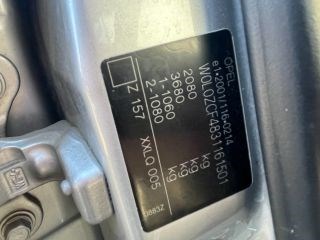 OPEL
e1*2001/116*0214
W0L0ZCF4831161501
2080 kg
3680 kg
1-1060 kg
2-1080 kg
Z 157 XXLQ 005